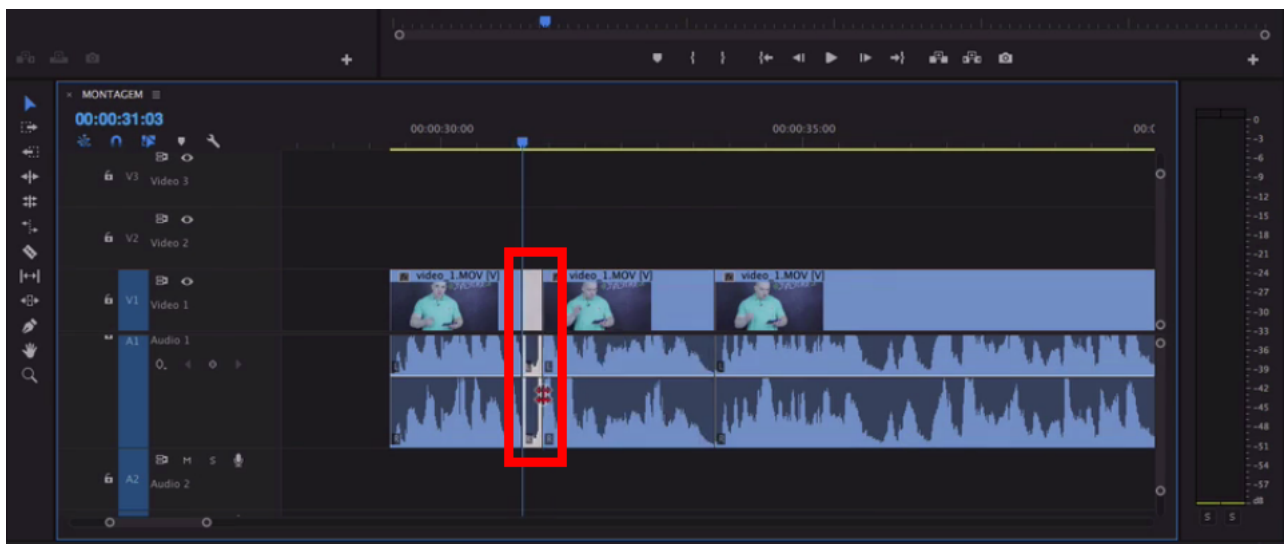 × MONTAGEM ≡
00:00:31:03
00:00:30:00
00:00:35:00
V3 Video 3
V2 Video 2
video_1.MOV [V]
video_1.MOV [V]
video_1.MOV [V]
V1 Video 1
A1 Audio 1
0.
L
L
L
L
R
R
R
R
M S
A2 Audio 2
0
-3
-6
-9
-12
-15
-18
-21
-24
-27
-30
-33
-36
-39
-42
-45
-48
-51
-54
-57
dB
S S